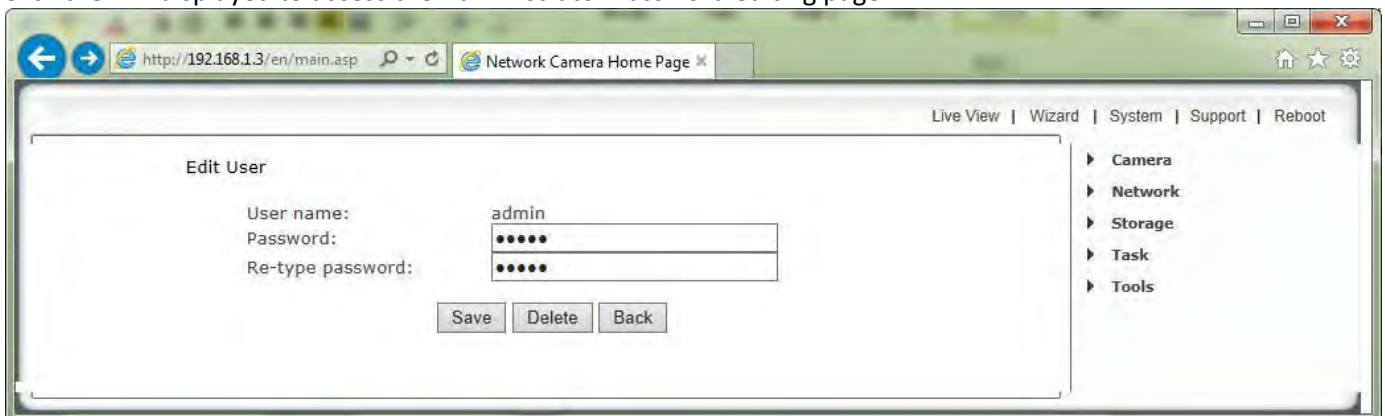 http://192.168.1.3/en/main.asp
Network Camera Home Page
Live View | Wizard | System | Support | Reboot
Edit User
User name: admin
Password: •••••
Re-type password: •••••
Save Delete Back
Camera
Network
Storage
Task
Tools